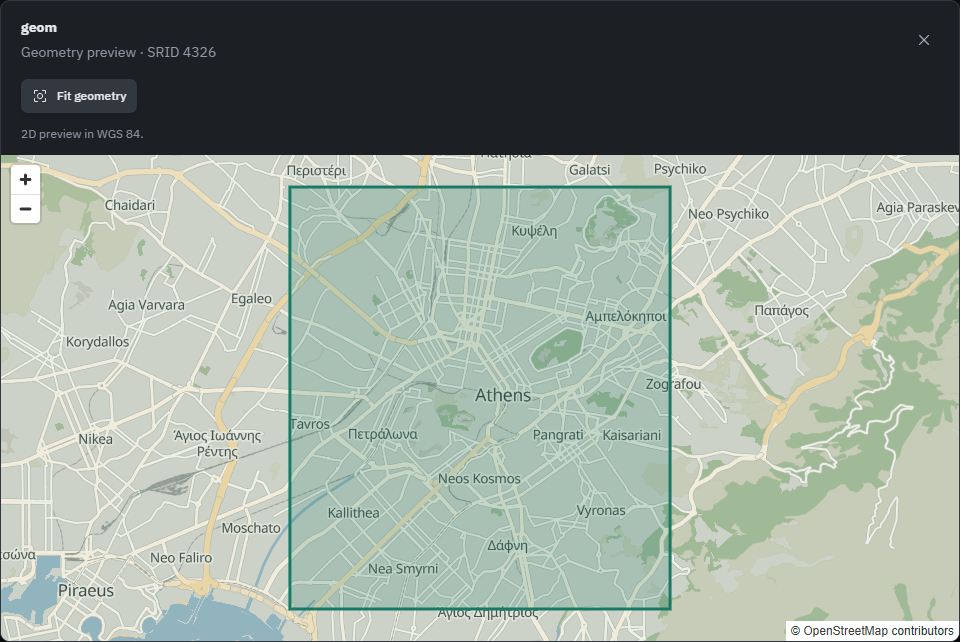 geom
Geometry preview · SRID 4326
Fit geometry
2D preview in WGS 84.
+
−
Περιστέρι
Galatsi
Psychiko
Chaidari
Neo Psychiko
Agia Paraskev
Κυψέλη
Egaleo
Agia Varvara
Παπάγος
Αμπελόκηποι
Korydallos
Zografou
Athens
Tavros
Πετράλωνα
Pangrati
Kaisariani
Nikea
Άγιος Ιωάννης
Ρέντης
Neos Kosmos
Kallithea
Vyronas
Moschato
Δάφνη
Neo Faliro
Nea Smyrni
Piraeus
Άγιος Δημήτριος
© OpenStreetMap contributors